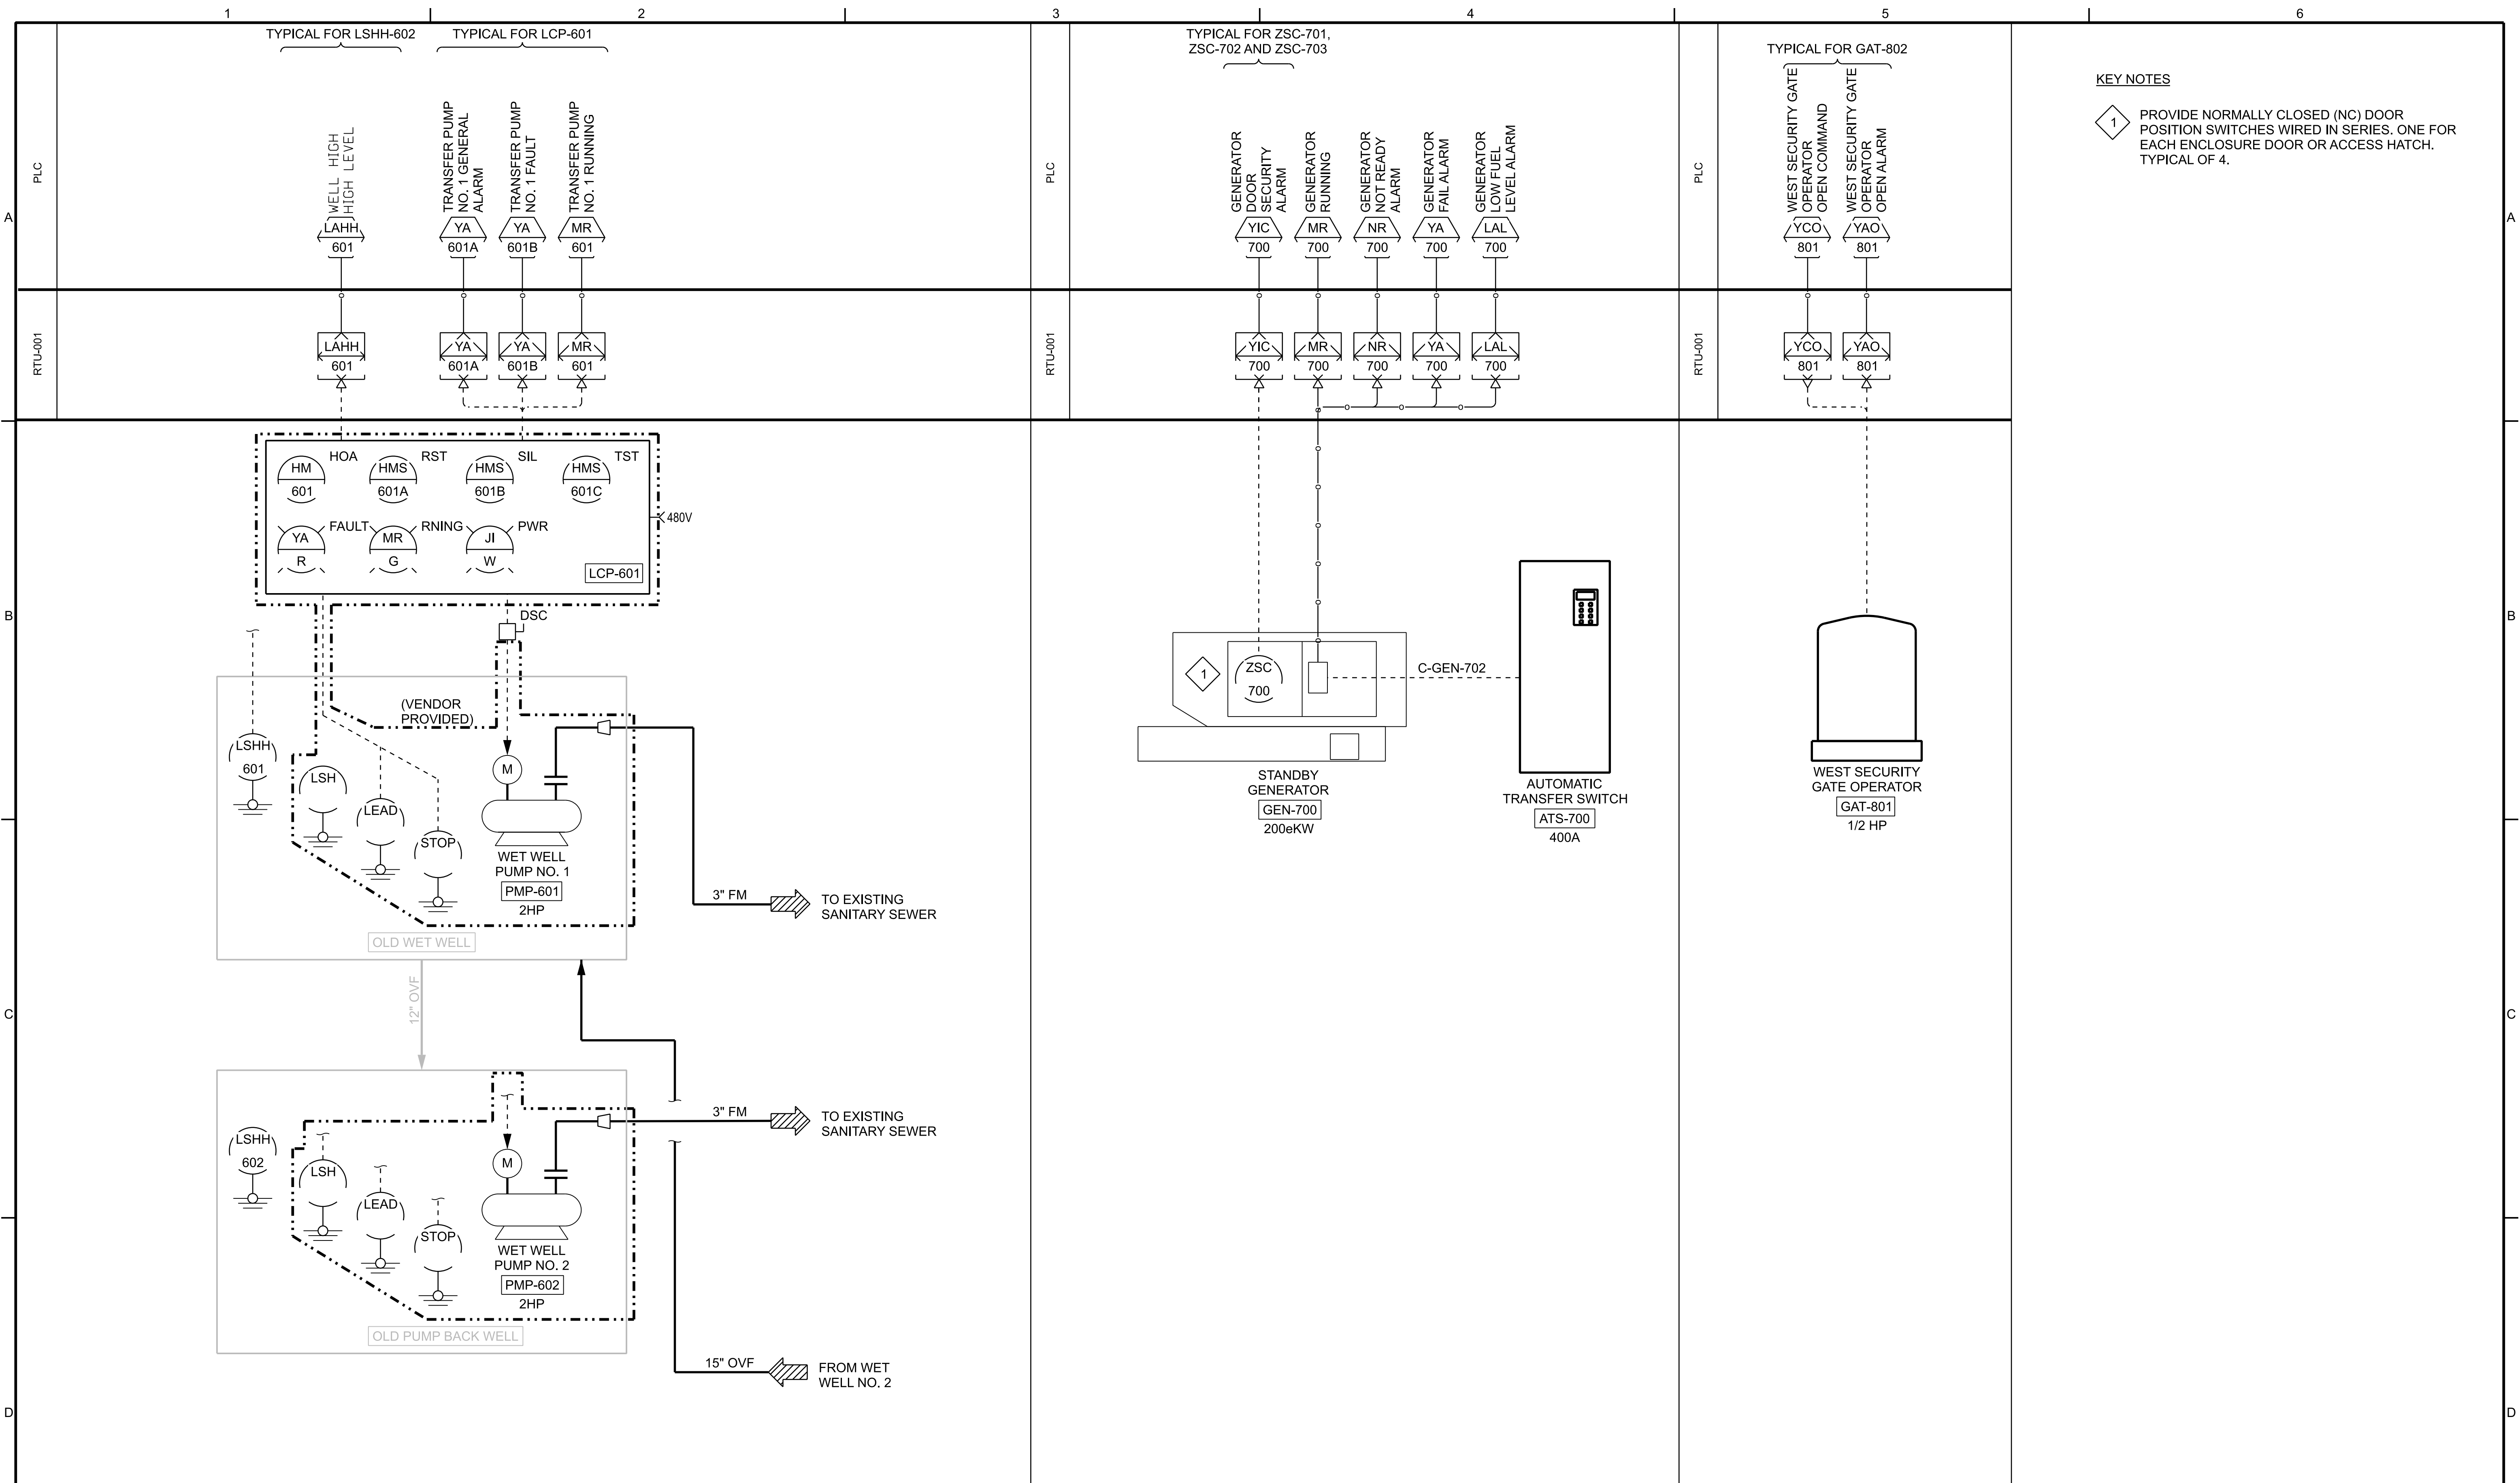 1
2
3
4
5
6
A
B
C
D
TYPICAL FOR LSHH-602
TYPICAL FOR LCP-601
PLC
WELL HIGH
HIGH LEVEL
TRANSFER PUMP
NO. 1 GENERAL
ALARM
TRANSFER PUMP
NO. 1 FAULT
TRANSFER PUMP
NO. 1 RUNNING
LAHH
601
YA
601A
YA
601B
MR
601
RTU-001
LAHH
601
YA
601A
YA
601B
MR
601
HM
601
HOA
HMS
601A
RST
HMS
601B
SIL
HMS
601C
TST
YA
R
FAULT
MR
G
RNING
JI
W
PWR
LCP-601
480V
DSC
(VENDOR
PROVIDED)
LSHH
601
LSH
LEAD
STOP
M
WET WELL
PUMP NO. 1
PMP-601
2HP
OLD WET WELL
3" FM
TO EXISTING
SANITARY SEWER
12" OVF
LSHH
602
LSH
LEAD
STOP
M
WET WELL
PUMP NO. 2
PMP-602
2HP
OLD PUMP BACK WELL
3" FM
TO EXISTING
SANITARY SEWER
15" OVF
FROM WET
WELL NO. 2
TYPICAL FOR ZSC-701,
ZSC-702 AND ZSC-703
PLC
GENERATOR
DOOR
SECURITY
ALARM
GENERATOR
RUNNING
GENERATOR
NOT READY
ALARM
GENERATOR
FAIL ALARM
GENERATOR
LOW FUEL
LEVEL ALARM
YIC
700
MR
700
NR
700
YA
700
LAL
700
RTU-001
YIC
700
MR
700
NR
700
YA
700
LAL
700
1
ZSC
700
C-GEN-702
STANDBY
GENERATOR
GEN-700
200eKW
AUTOMATIC
TRANSFER SWITCH
ATS-700
400A
TYPICAL FOR GAT-802
PLC
WEST SECURITY GATE
OPERATOR
OPEN COMMAND
WEST SECURITY GATE
OPERATOR
OPEN ALARM
YCO
801
YAO
801
RTU-001
YCO
801
YAO
801
WEST SECURITY
GATE OPERATOR
GAT-801
1/2 HP
KEY NOTES
1
PROVIDE NORMALLY CLOSED (NC) DOOR
POSITION SWITCHES WIRED IN SERIES. ONE FOR
EACH ENCLOSURE DOOR OR ACCESS HATCH.
TYPICAL OF 4.
A
B
C
D